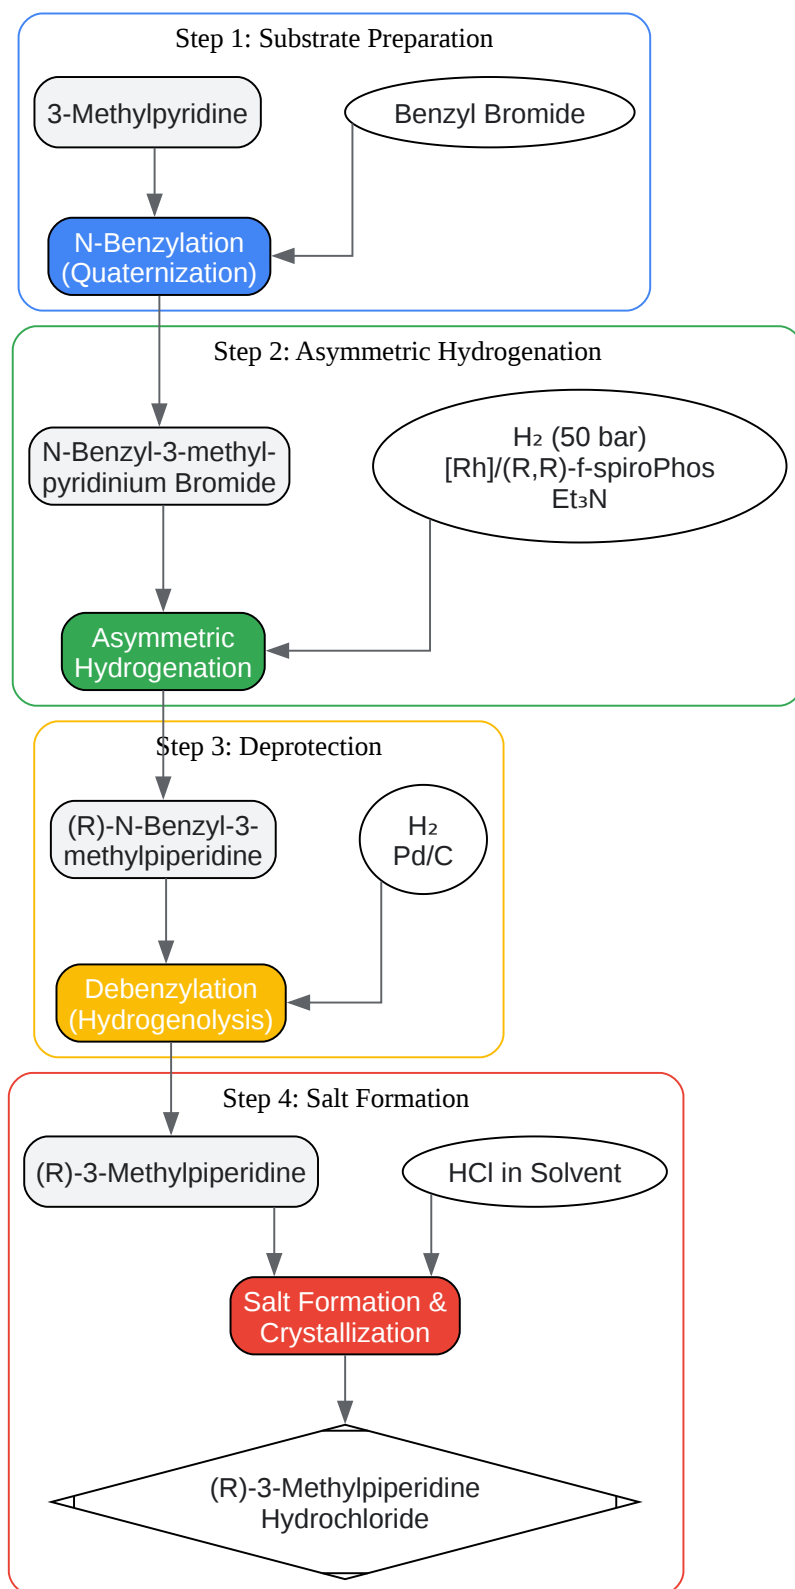 Step 1: Substrate Preparation
3-Methylpyridine
Benzyl Bromide
N-Benzylation
(Quaternization)
Step 2: Asymmetric Hydrogenation
N-Benzyl-3-methyl-
pyridinium Bromide
H₂ (50 bar)
[Rh]/(R,R)-f-spiroPhos
Et₃N
Asymmetric
Hydrogenation
Step 3: Deprotection
(R)-N-Benzyl-3-
methylpiperidine
H₂
Pd/C
Debenzylation
(Hydrogenolysis)
Step 4: Salt Formation
(R)-3-Methylpiperidine
HCl in Solvent
Salt Formation &
Crystallization
(R)-3-Methylpiperidine
Hydrochloride